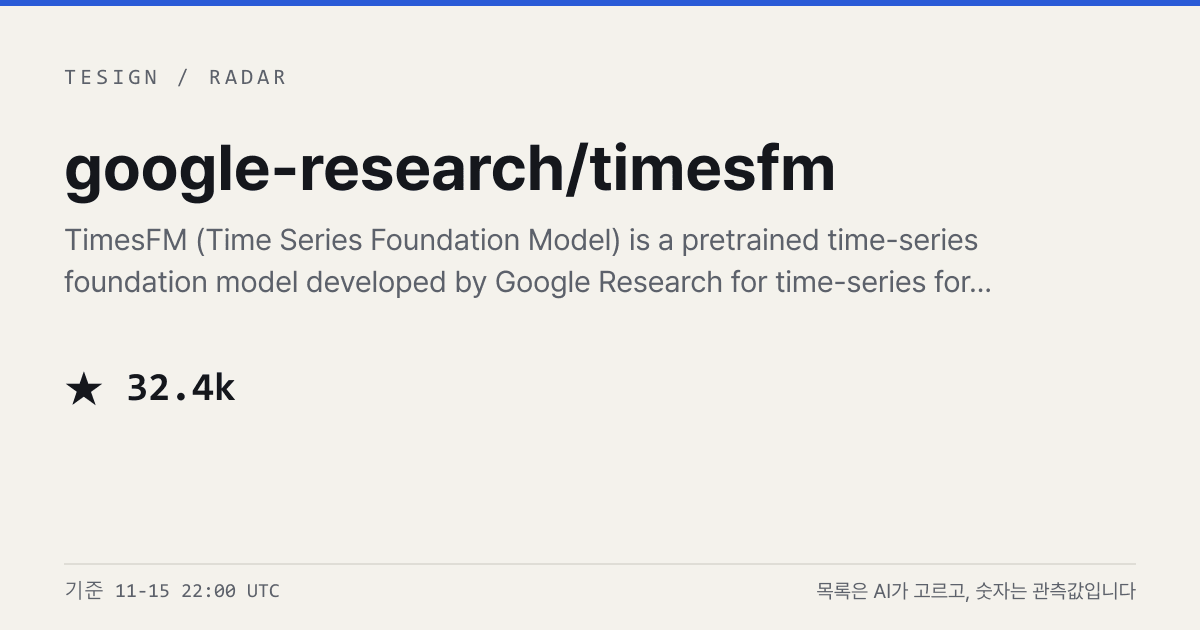 TESIGN / RADAR
google-research/timesfm
TimesFM (Time Series Foundation Model) is a pretrained time-series
foundation model developed by Google Research for time-series for…
★ 32.4k
기준 11-15 22:00 UTC
목록은 AI가 고르고, 숫자는 관측값입니다